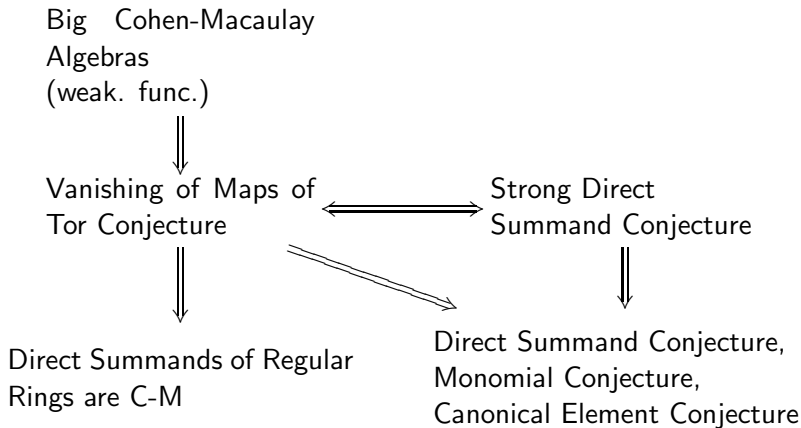 Big Cohen-Macaulay
Algebras
(weak. func.)
Vanishing of Maps of
Tor Conjecture
Strong Direct
Summand Conjecture
Direct Summands of Regular
Rings are C-M
Direct Summand Conjecture,
Monomial Conjecture,
Canonical Element Conjecture